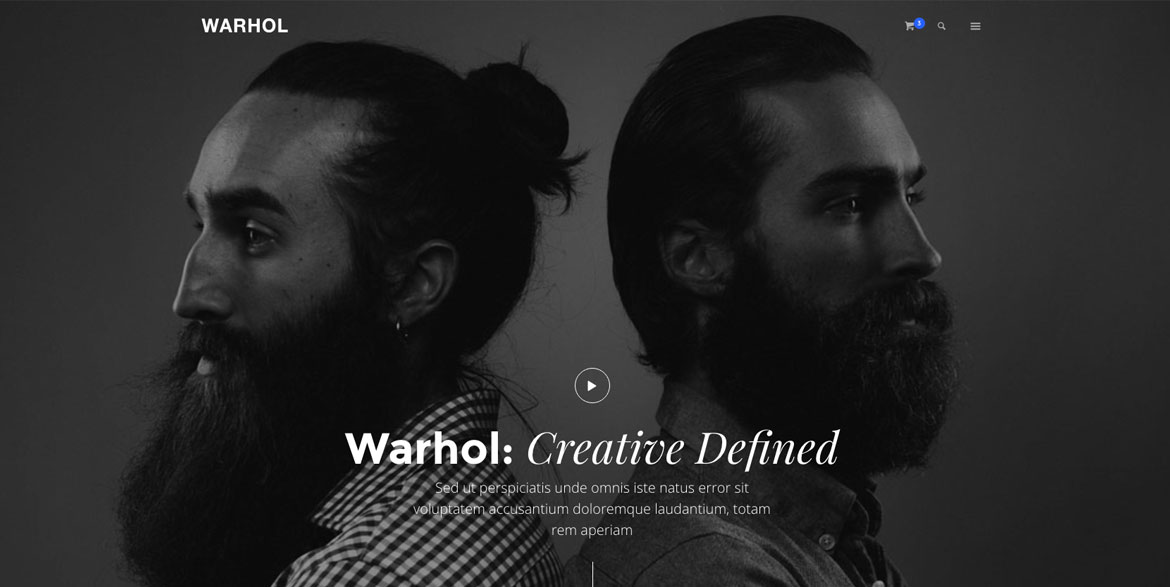 WARHOL
3
Warhol: Creative Defined
Sed ut perspiciatis unde omnis iste natus error sit
voluptatem accusantium doloremque laudantium, totam
rem aperiam